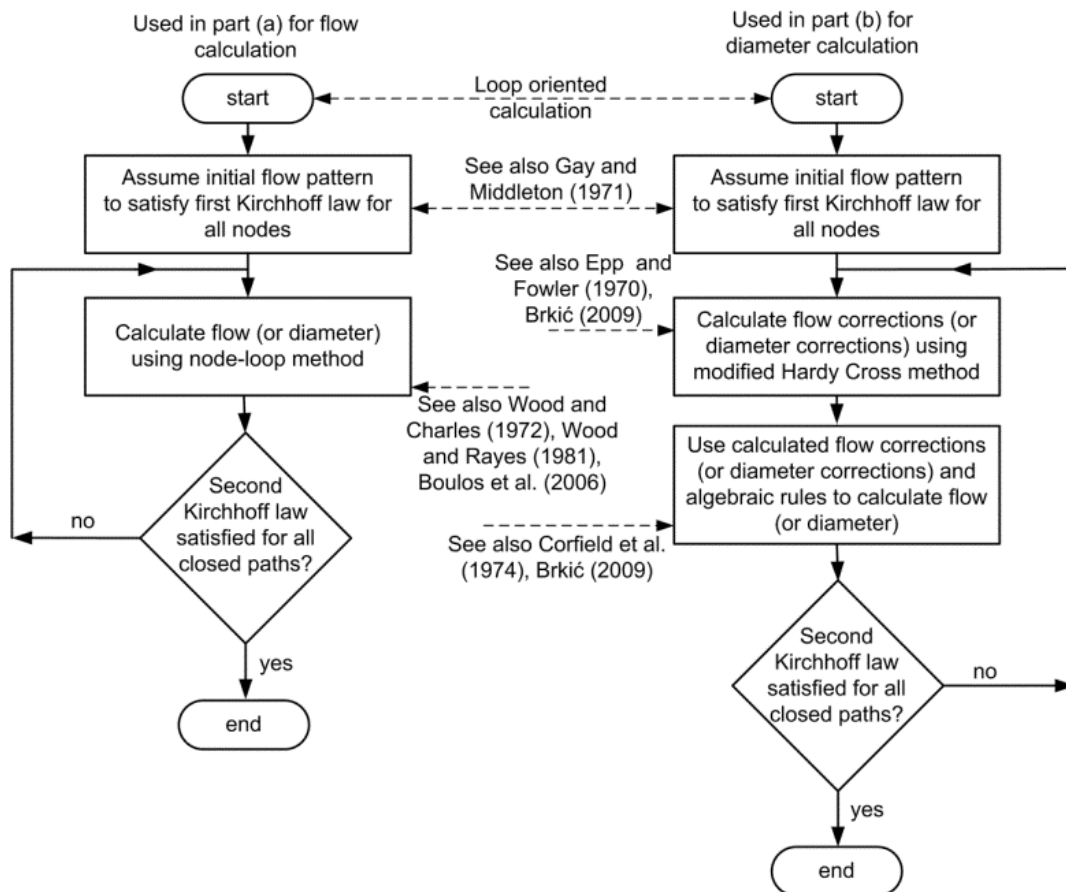 Used in part (a) for flow
calculation
Used in part (b) for
diameter calculation
start
Loop oriented
calculation
start
Assume initial flow pattern
to satisfy first Kirchhoff law for
all nodes
See also Gay and
Middleton (1971)
Assume initial flow pattern
to satisfy first Kirchhoff law for
all nodes
See also Epp and
Fowler (1970),
Brkić (2009)
Calculate flow (or diameter)
using node-loop method
Calculate flow corrections (or
diameter corrections) using
modified Hardy Cross method
See also Wood and
Charles (1972), Wood
and Rayes (1981),
Boulos et al. (2006)
Use calculated flow corrections
(or diameter corrections) and
algebraic rules to calculate flow
(or diameter)
Second
Kirchhoff law
satisfied for all
closed paths?
no
See also Corfield et al.
(1974), Brkić (2009)
yes
end
Second
Kirchhoff law
satisfied for all
closed paths?
no
yes
end